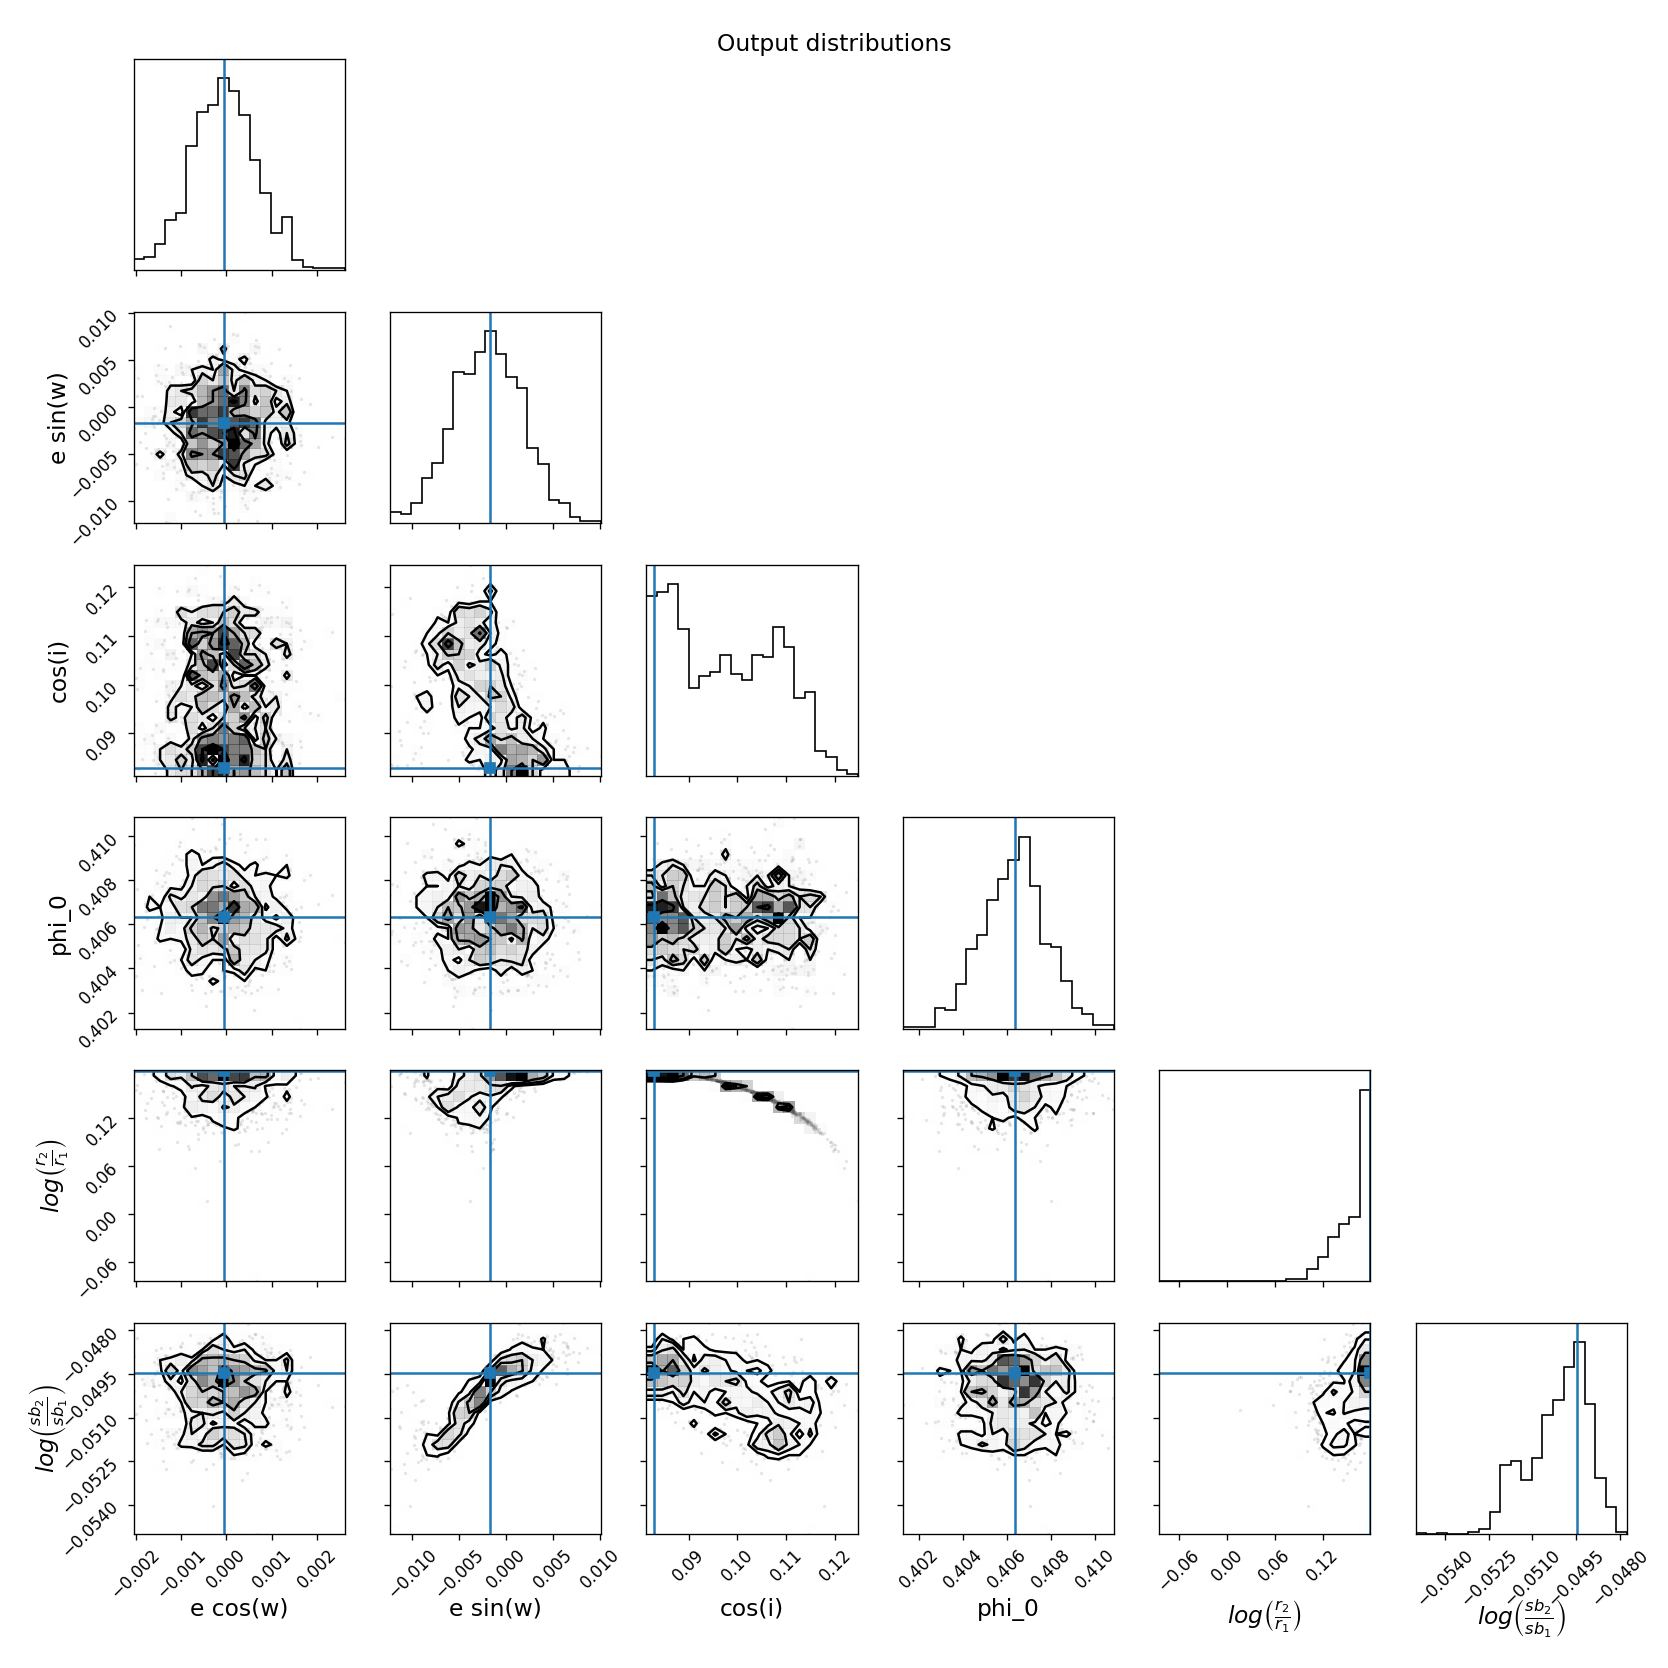 Output distributions
e sin(w)
0.010
0.005
0.000
−0.005
−0.010
cos(i)
0.12
0.11
0.10
0.09
phi_0
0.410
0.408
0.406
0.404
0.402
log(r₂/r₁)
0.12
0.06
0.00
−0.06
log(sb₂/sb₁)
−0.0480
−0.0495
−0.0510
−0.0525
−0.0540
−0.002 −0.001 0.000 0.001 0.002
−0.010 −0.005 0.000 0.005 0.010
0.09 0.10 0.11 0.12
0.402 0.404 0.406 0.408 0.410
−0.06 0.00 0.06 0.12
−0.0540 −0.0525 −0.0510 −0.0495 −0.0480
e cos(w) e sin(w) cos(i) phi_0 log(r₂/r₁) log(sb₂/sb₁)